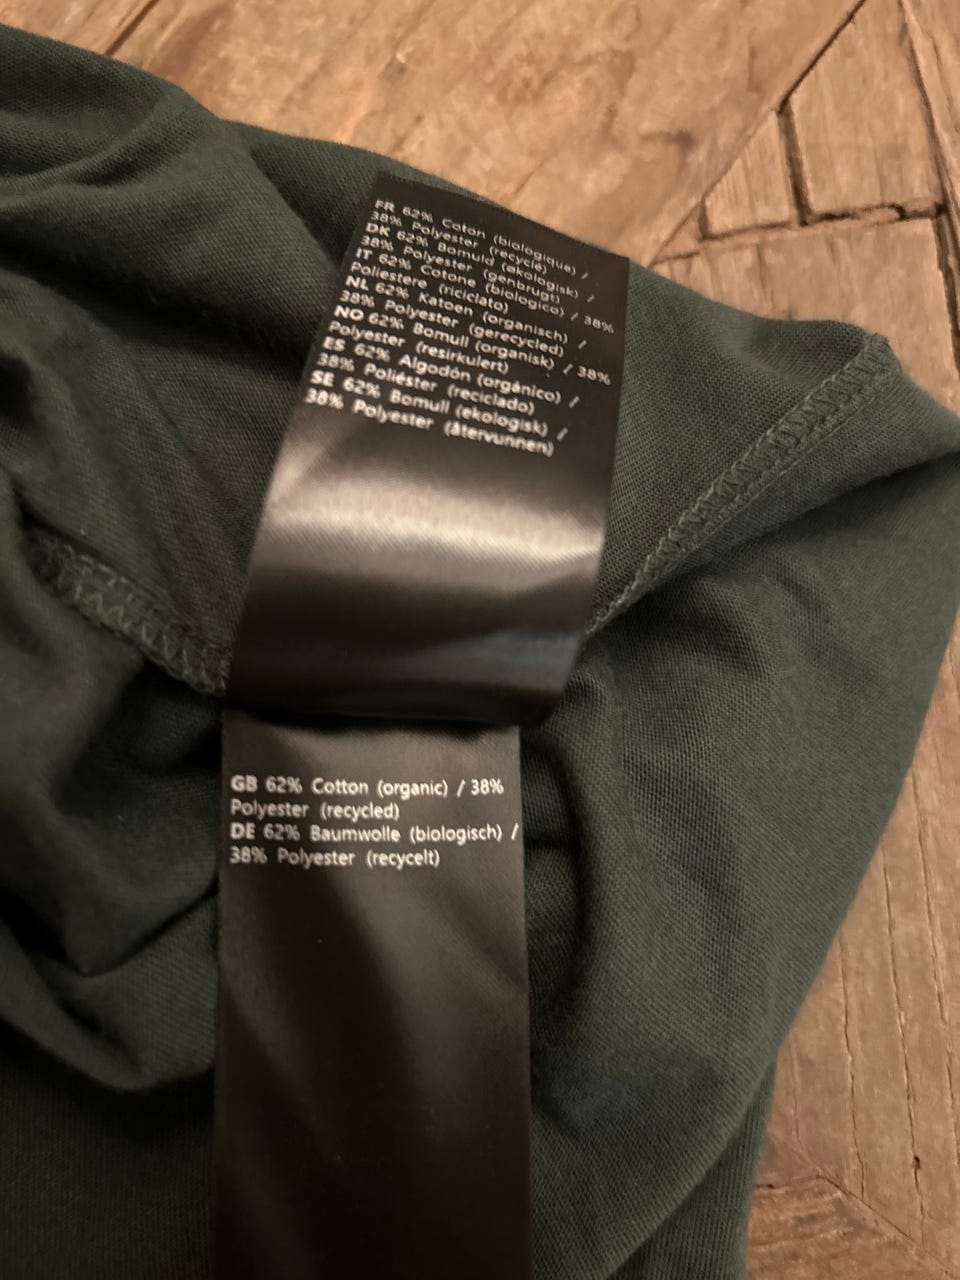 FR 62% Coton (biologique) /
38% Polyester (recyclé)
DK 62% Bomuld (økologisk) /
38% Polyester (genbrugt)
IT 62% Cotone (biologico) / 38%
Poliestere (riciclato)
NL 62% Katoen (organisch) /
38% Polyester (gerecycled)
NO 62% Bomull (organisk) / 38%
Polyester (resirkulert)
ES 62% Algodón (orgánico) /
38% Poliéster (reciclado)
SE 62% Bomull (ekologisk) /
38% Polyester (återvunnen)
GB 62% Cotton (organic) / 38%
Polyester (recycled)
DE 62% Baumwolle (biologisch) /
38% Polyester (recycelt)